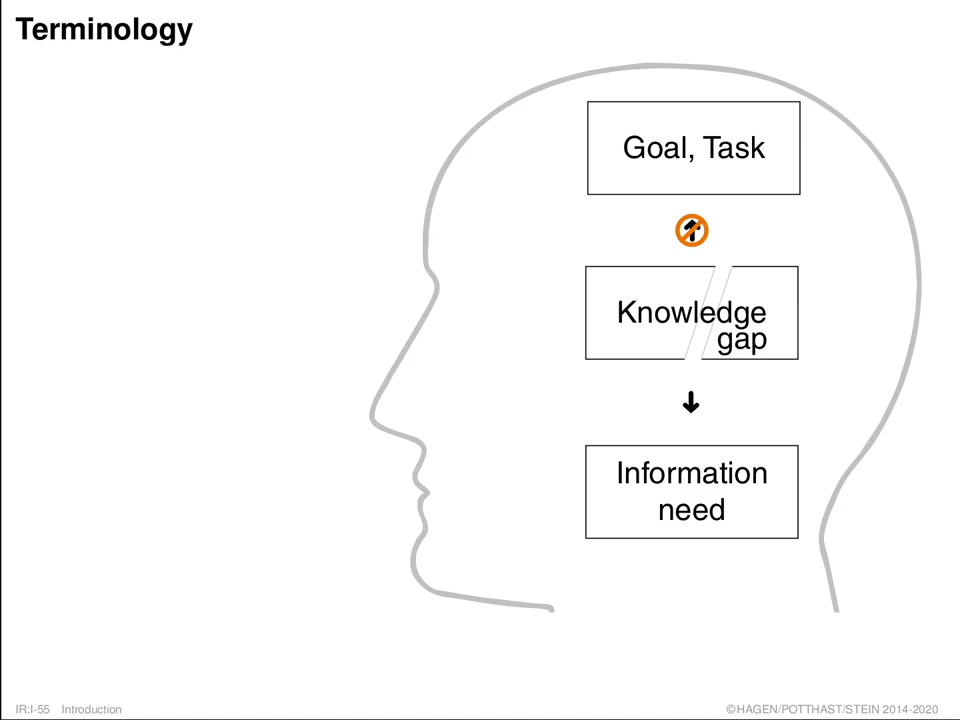 Terminology
Goal, Task
Knowledge
gap
Information
need
IR:I-55 Introduction
©HAGEN/POTTHAST/STEIN 2014-2020